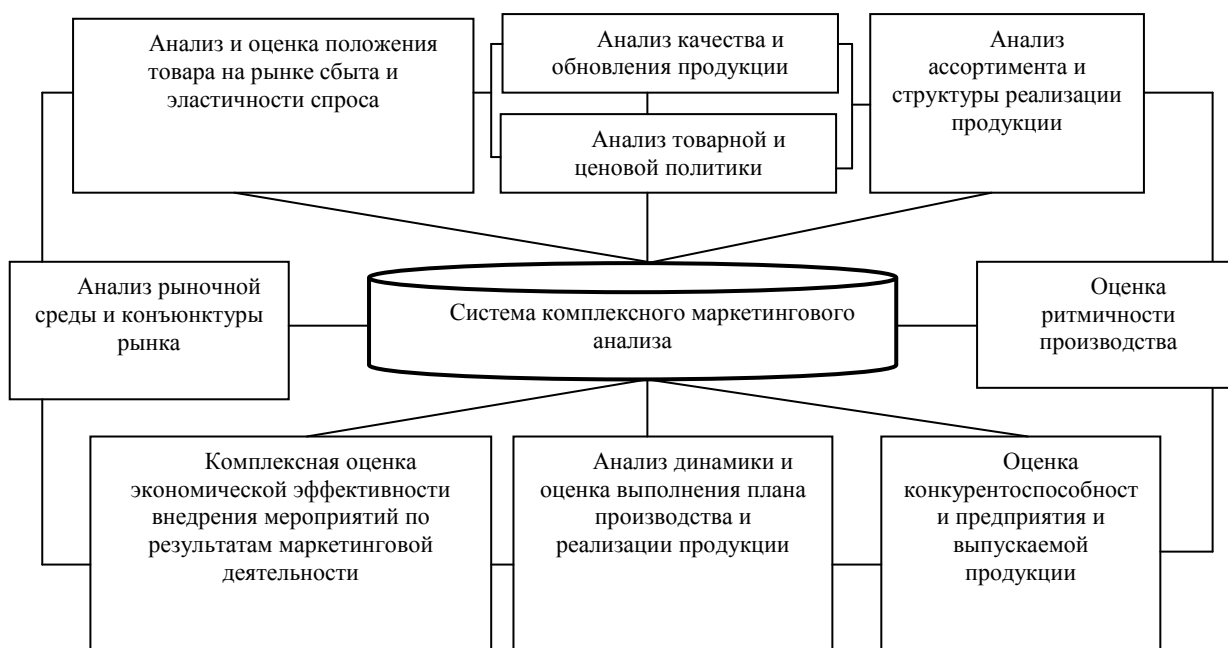 Анализ и оценка положения
товара на рынке сбыта и
эластичности спроса
Анализ качества и
обновления продукции
Анализ товарной и
ценовой политики
Анализ
ассортимента и
структуры реализации
продукции
Анализ рыночной
среды и конъюнктуры
рынка
Система комплексного маркетингового
анализа
Оценка
ритмичности
производства
Комплексная оценка
экономической эффективности
внедрения мероприятий по
результатам маркетинговой
деятельности
Анализ динамики и
оценка выполнения плана
производства и
реализации продукции
Оценка
конкурентоспособност
и предприятия и
выпускаемой
продукции